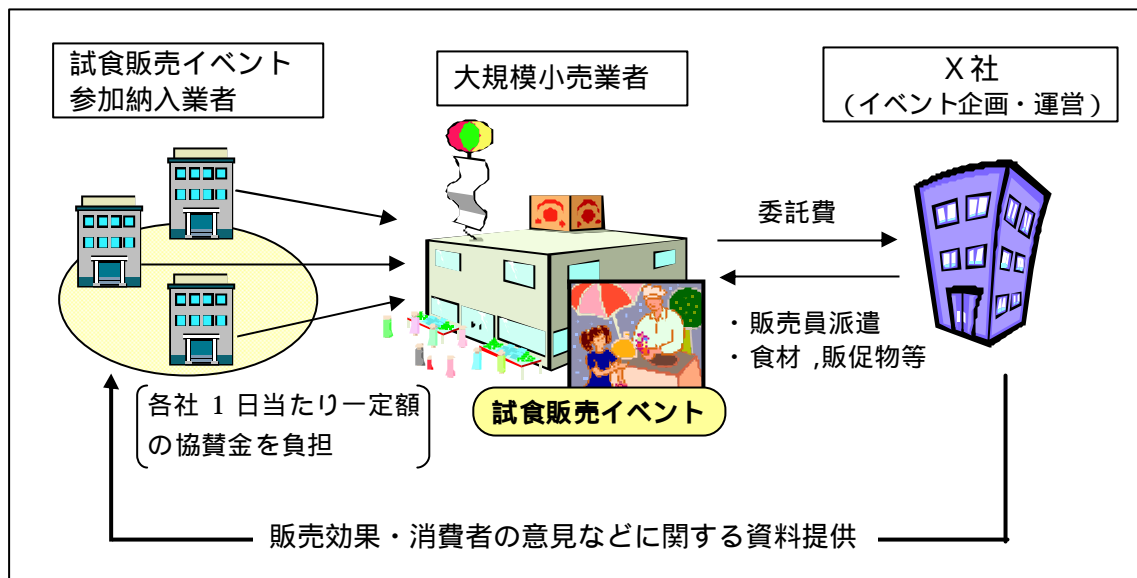 試食販売イベント
参加納入業者
大規模小売業者
X社
(イベント企画・運営)
委託費
・販売員派遣
・食材,販促物等
試食販売イベント
各社1日当たり一定額
の協賛金を負担
販売効果・消費者の意見などに関する資料提供